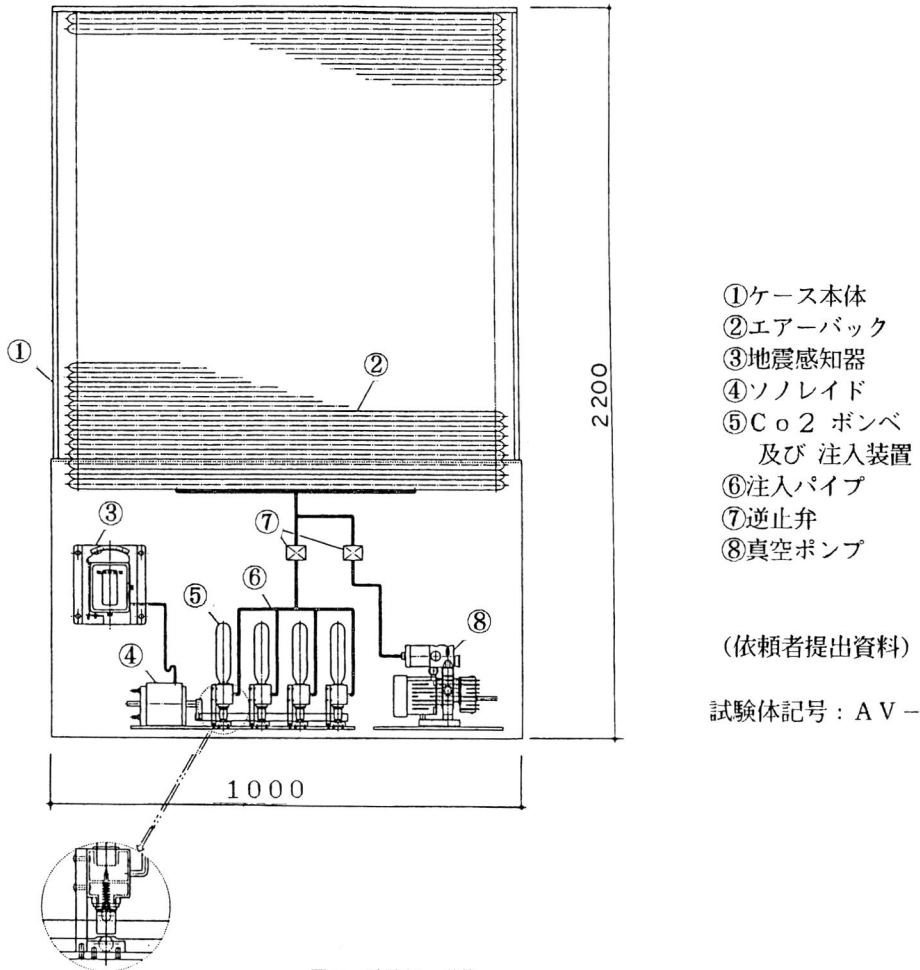 ①
②
2200
③
⑦
⑥
⑤
⑧
④
1000
①ケース本体
②エアーバック
③地震感知器
④ソノレイド
⑤Co2 ボンベ
及び 注入装置
⑥注入パイプ
⑦逆止弁
⑧真空ポンプ
(依頼者提出資料)
試験体記号:AV−